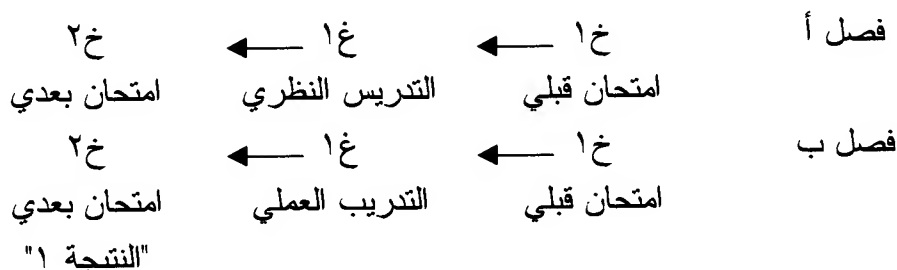 فصل أ خ١ غ١ خ٢
امتحان قبلي التدريس النظري امتحان بعدي
فصل ب خ١ غ١ خ٢
امتحان قبلي التدريب العملي امتحان بعدي
"النتيجة ١"